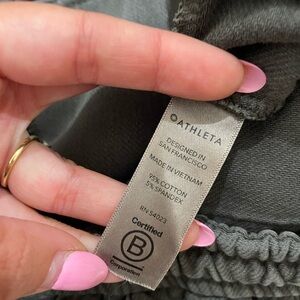 ATHLETA
DESIGNED IN
SAN FRANCISCO
MADE IN VIETNAM
95% COTTON
5% SPANDEX
RN 54023
Certified
B
Corporation